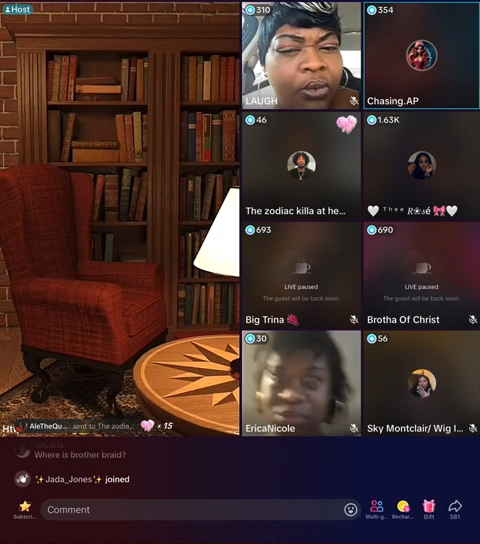 Host
310
LAUGH
354
Chasing.AP
46
The zodiac killa at he...
1.63K
🤍 ᵀʰᵉᵉ 𝑅❀𝓈é 🎀🤍
693
LIVE paused
The guest will be back soon.
Big Trina 🍓
690
LIVE paused
The guest will be back soon.
Brotha Of Christ
30
EricaNicole
56
Sky Montclair/ Wig I...
AleTheQu... sent to The zodie... × 15
Where is brother braid?
✨Jada_Jones✨ joined
Subscri...
Comment
Multi-g...
Rechar...
Gift
581